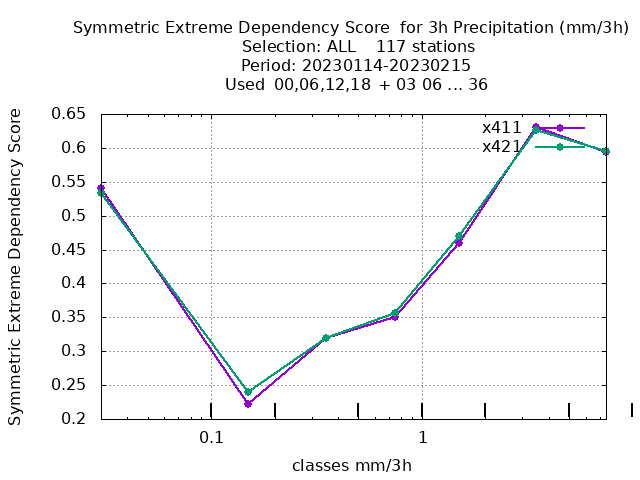 Symmetric Extreme Dependency Score  for 3h Precipitation (mm/3h)
Selection: ALL    117 stations
Period: 20230114-20230215
Used  00,06,12,18  + 03 06 ... 36
Symmetric Extreme Dependency Score
0.65
0.6
0.55
0.5
0.45
0.4
0.35
0.3
0.25
0.2
x411
x421
0.1
1
classes mm/3h